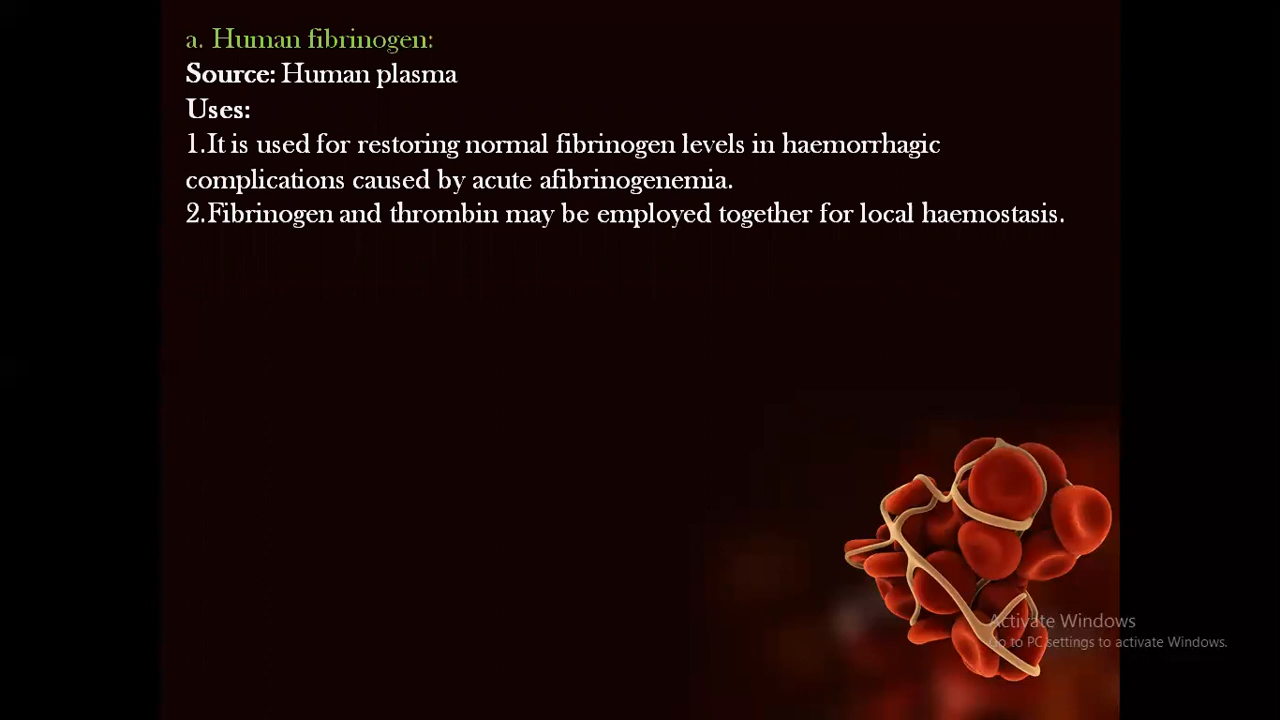 a. Human fibrinogen:
Source: Human plasma
Uses:
1.It is used for restoring normal fibrinogen levels in haemorrhagic
complications caused by acute afibrinogenemia.
2.Fibrinogen and thrombin may be employed together for local haemostasis.
Activate Windows
Go to PC settings to activate Windows.